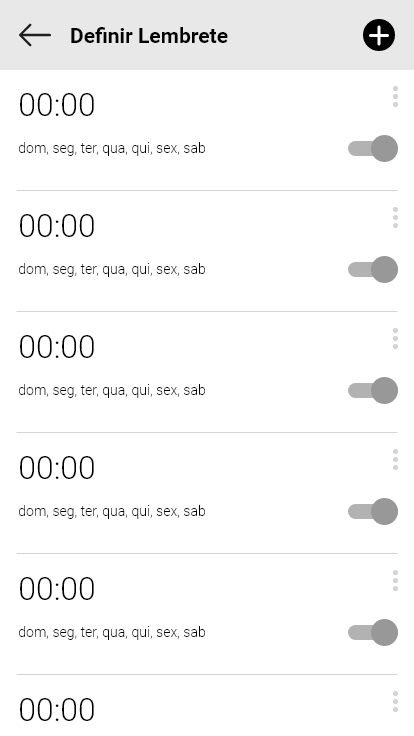 Definir Lembrete
00:00
dom, seg, ter, qua, qui, sex, sab
00:00
dom, seg, ter, qua, qui, sex, sab
00:00
dom, seg, ter, qua, qui, sex, sab
00:00
dom, seg, ter, qua, qui, sex, sab
00:00
dom, seg, ter, qua, qui, sex, sab
00:00